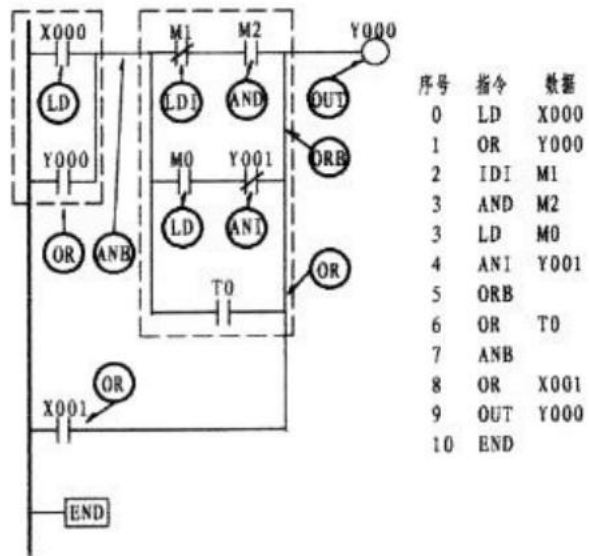 X000
M1
M2
Y000
LD
LDI
AND
OUT
ORB
Y000
M0
Y001
LD
ANI
OR
ANB
OR
T0
OR
X001
END
序号 指令 数据
0 LD X000
1 OR Y000
2 IDI M1
3 AND M2
3 LD M0
4 ANI Y001
5 ORB
6 OR T0
7 ANB
8 OR X001
9 OUT Y000
10 END